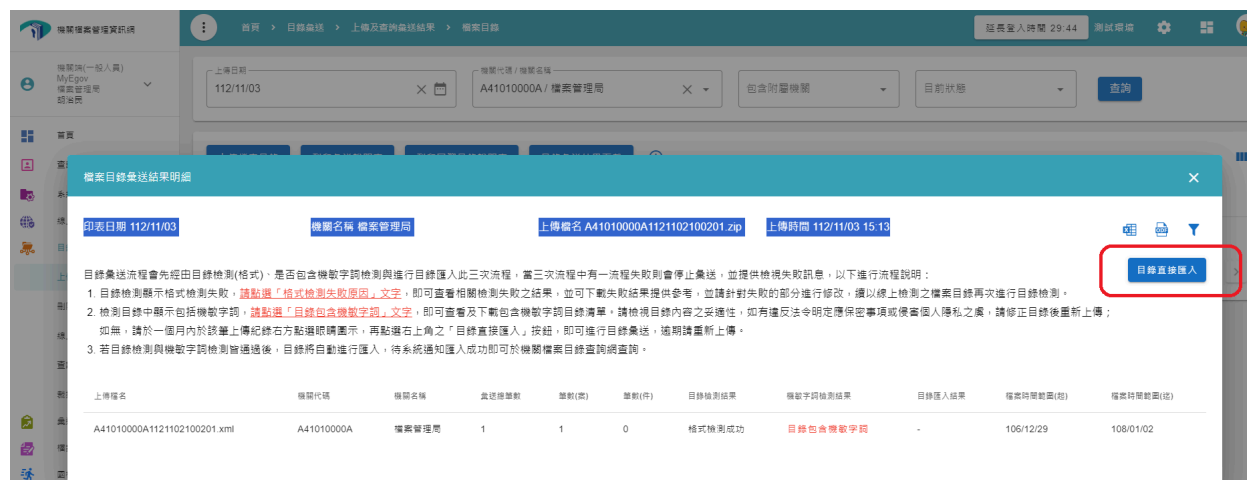 機關檔案管理資訊網
首頁 > 目錄彙送 > 上傳及查詢彙送結果 > 檔案目錄
延長登入時間 29:44
測試環境
機關端(一般人員)
MyEgov
檔案管理局
胡治民
上傳日期
112/11/03
機關代碼 / 機關名稱
A41010000A / 檔案管理局
包含附屬機關
目前狀態
查詢
首頁
檔案目錄彙送結果明細
印表日期 112/11/03
機關名稱 檔案管理局
上傳檔名 A41010000A1121102100201.zip
上傳時間 112/11/03 15:13
目錄直接匯入
目錄彙送流程會先經由目錄檢測(格式)、是否包含機敏字詞檢測與進行目錄匯入此三次流程，當三次流程中有一流程失敗則會停止彙送，並提供檢視失敗訊息，以下進行流程說明：
1. 目錄檢測顯示格式檢測失敗，請點選「格式檢測失敗原因」文字，即可查看相關檢測失敗之結果，並可下載失敗結果提供參考，並請針對失敗的部分進行修改，續以線上檢測之檔案目錄再次進行目錄檢測。
2. 檢測目錄中顯示包括機敏字詞，請點選「目錄包含機敏字詞」文字，即可查看及下載包含機敏字詞目錄清單。請檢視目錄內容之妥適性，如有違反法令明定應保密事項或侵害個人隱私之虞，請修正目錄後重新上傳；
如無，請於一個月內於該筆上傳紀錄右方點選眼睛圖示，再點選右上角之「目錄直接匯入」按鈕，即可進行目錄彙送，逾期請重新上傳。
3. 若目錄檢測與機敏字詞檢測皆通過後，目錄將自動進行匯入，待系統通知匯入成功即可於機關檔案目錄查詢網查詢。
上傳檔名 機關代碼 機關名稱 彙送總筆數 筆數(案) 筆數(件) 目錄檢測結果 機敏字詞檢測結果 目錄匯入結果 檔案時間範圍(起) 檔案時間範圍(迄)
A41010000A1121102100201.xml A41010000A 檔案管理局 1 1 0 格式檢測成功 目錄包含機敏字詞 - 106/12/29 108/01/02